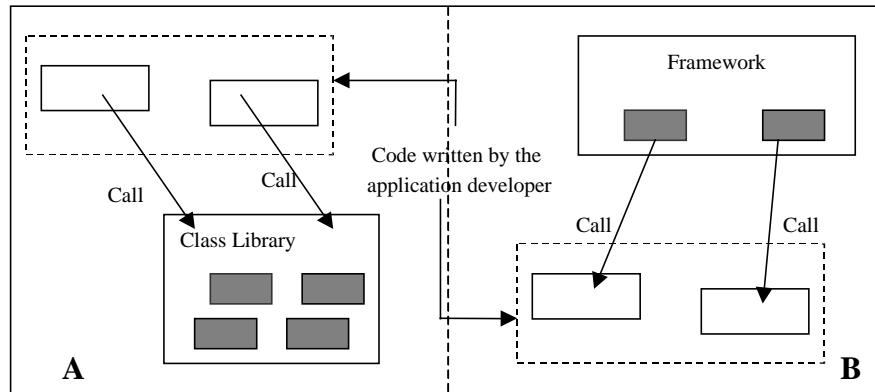 Framework
Code written by the
application developer
Call
Call
Class Library
Call
Call
A
B